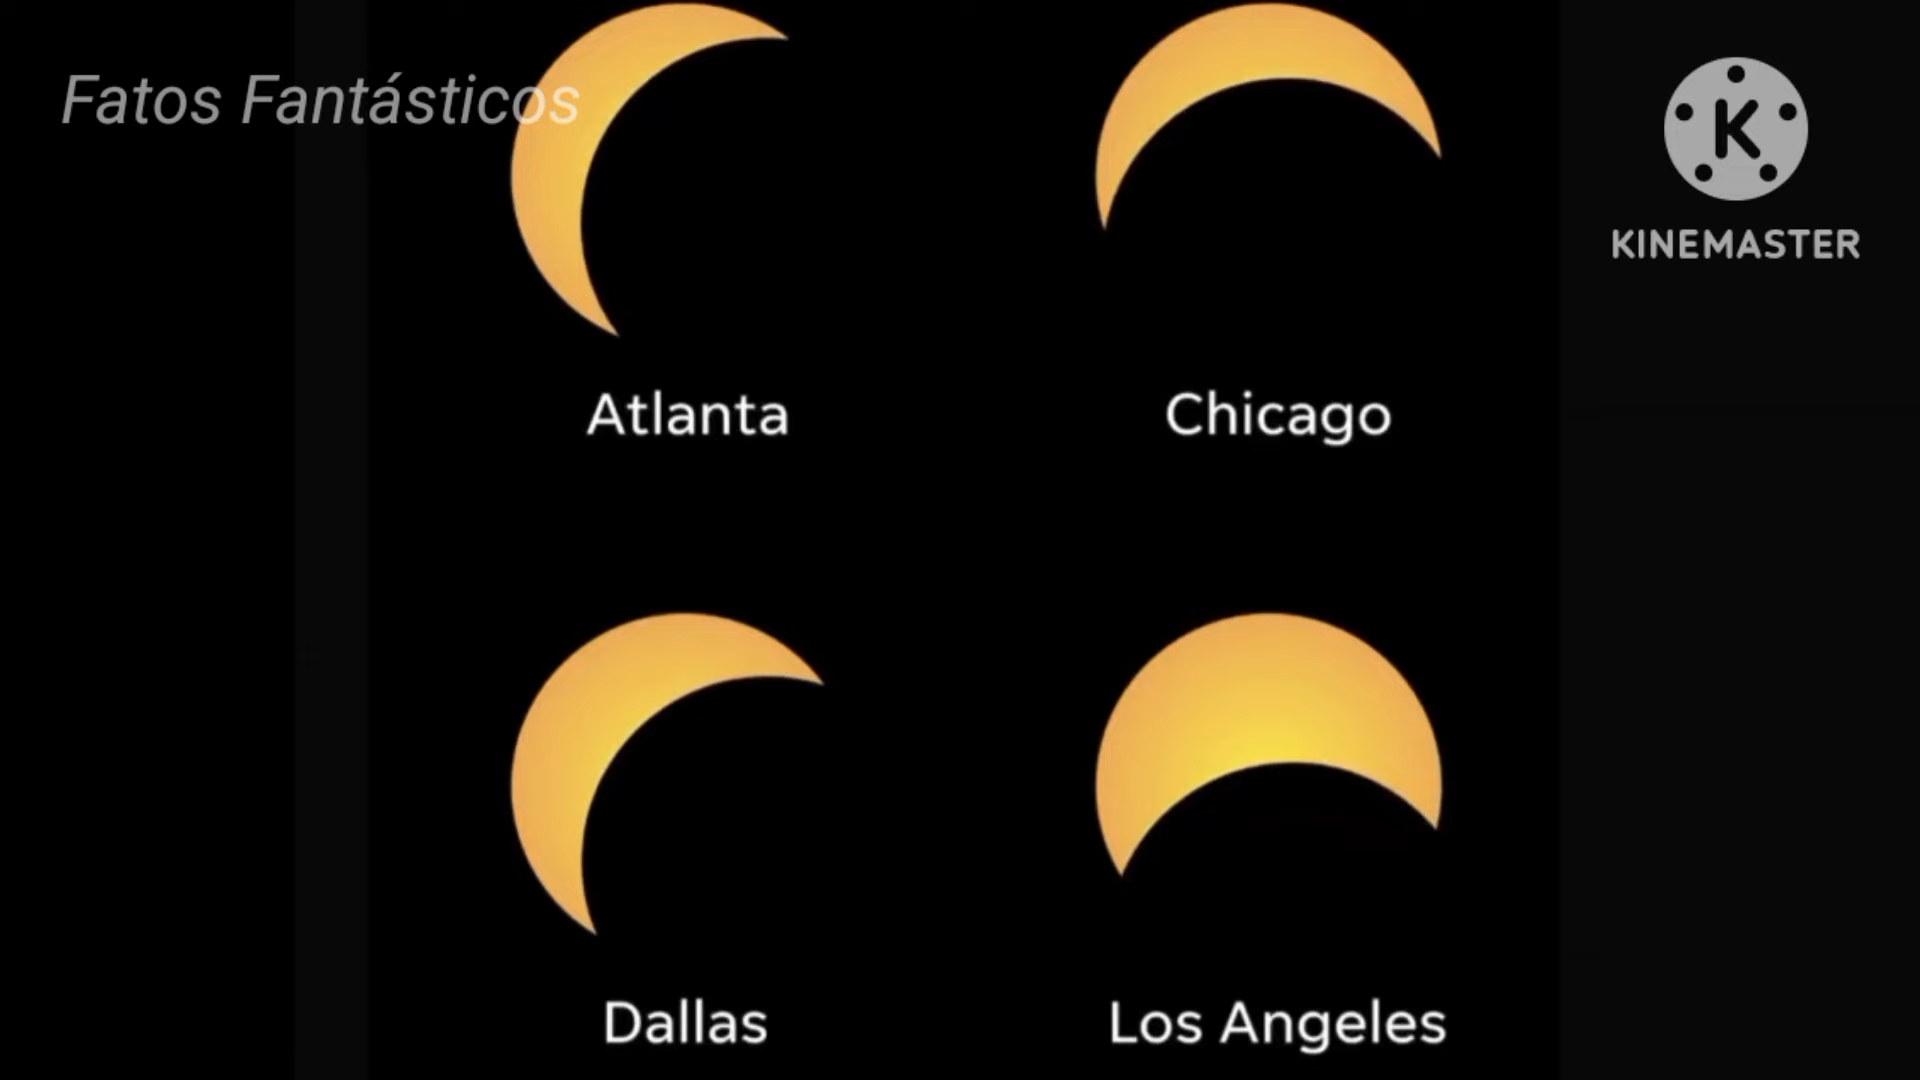 Fatos Fantásticos
K
KINEMASTER
Atlanta
Chicago
Dallas
Los Angeles